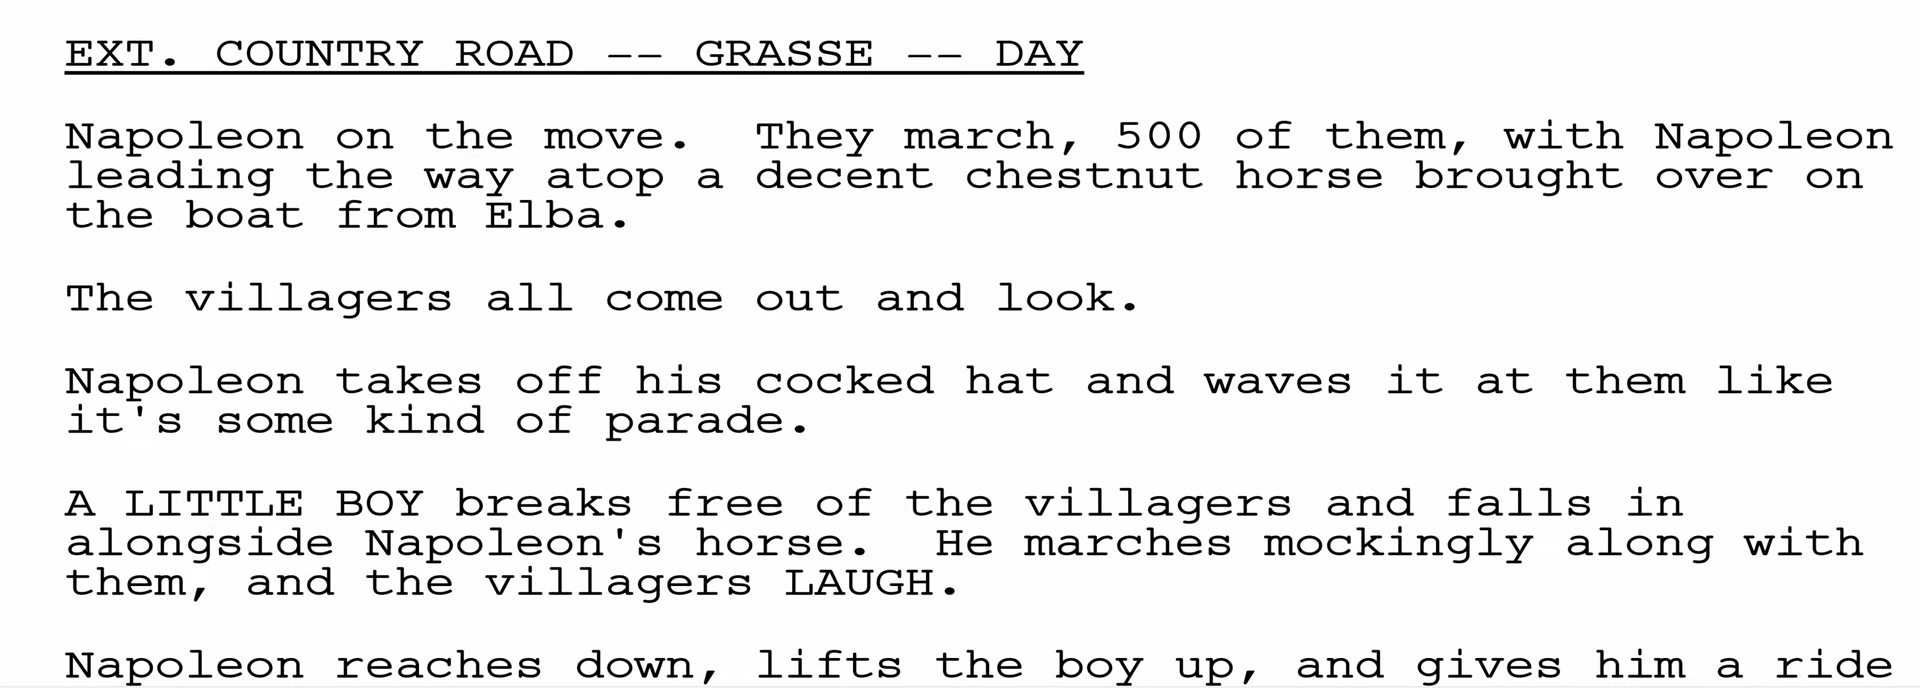 EXT. COUNTRY ROAD -- GRASSE -- DAY
Napoleon on the move.  They march, 500 of them, with Napoleon
leading the way atop a decent chestnut horse brought over on
the boat from Elba.
The villagers all come out and look.
Napoleon takes off his cocked hat and waves it at them like
it's some kind of parade.
A LITTLE BOY breaks free of the villagers and falls in
alongside Napoleon's horse.  He marches mockingly along with
them, and the villagers LAUGH.
Napoleon reaches down, lifts the boy up, and gives him a ride